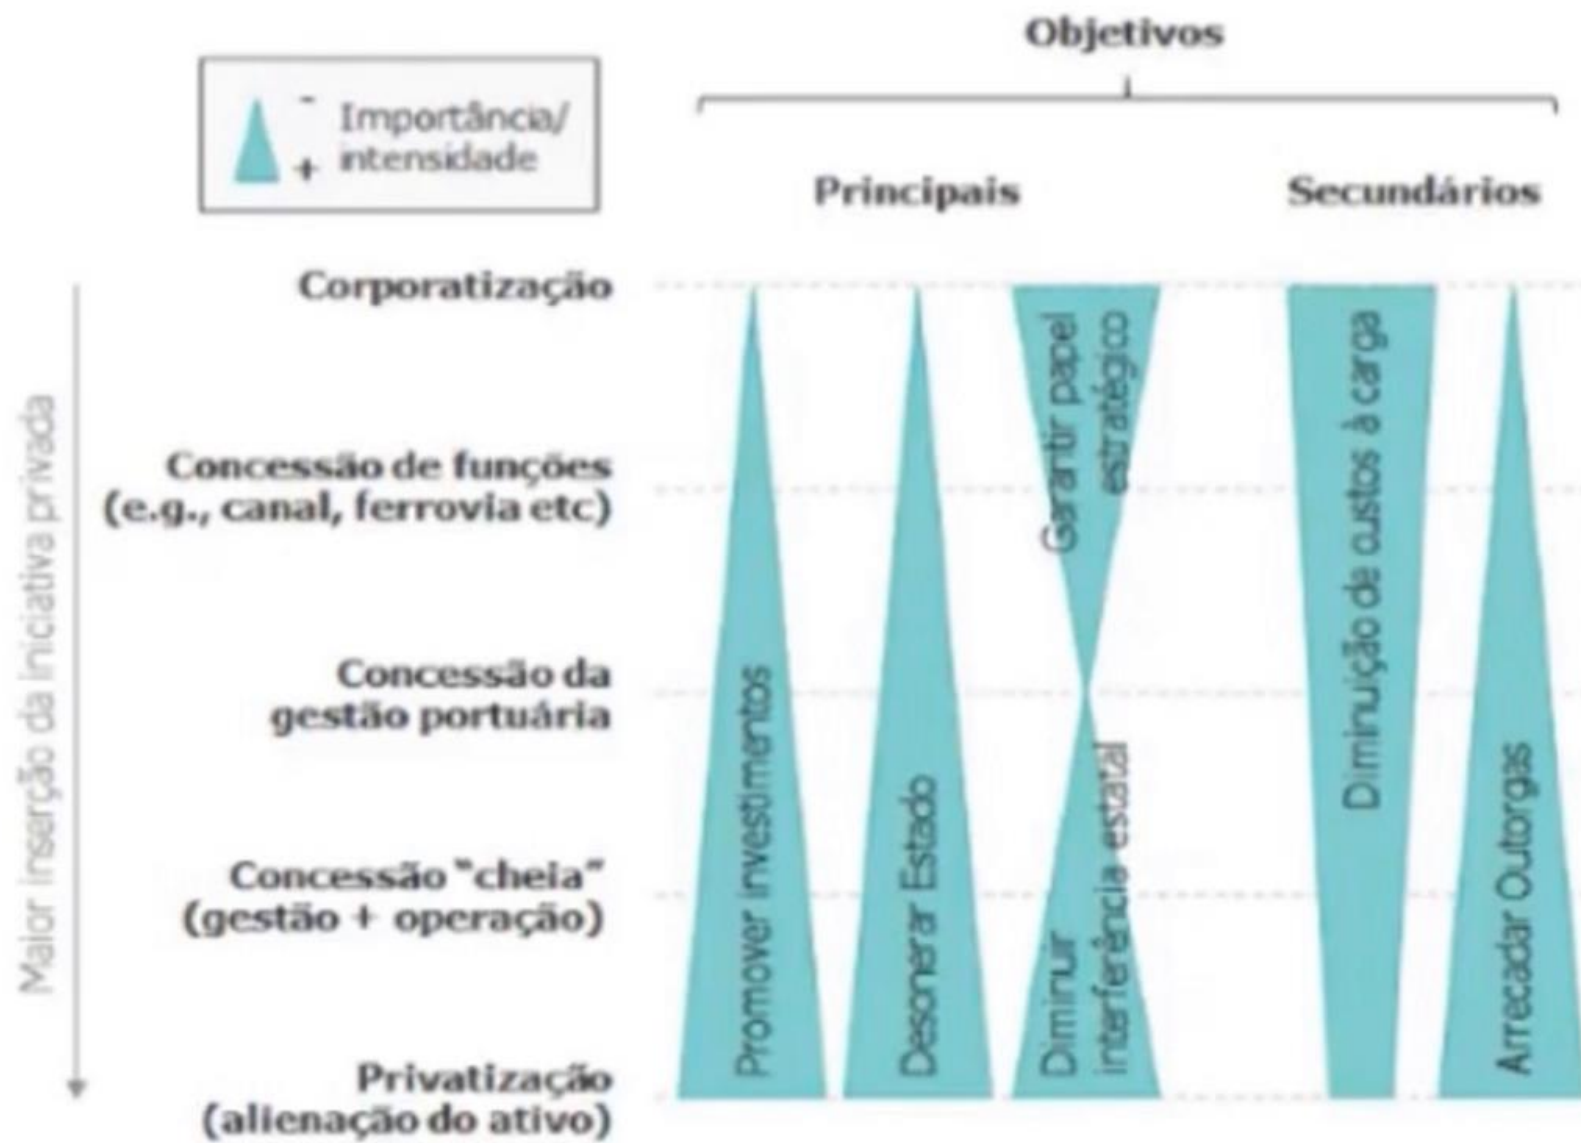 Objetivos
-
+
Importância/
intensidade
Principais
Secundários
Maior inserção da iniciativa privada
Corporatização
Concessão de funções
(e.g., canal, ferrovia etc)
Concessão da
gestão portuária
Concessão “cheia”
(gestão + operação)
Privatização
(alienação do ativo)
Promover investimentos
Desonerar Estado
Garantir papel
estratégico
Diminuir
interferência estatal
Diminuição de custos à carga
Arrecadar Outorgas